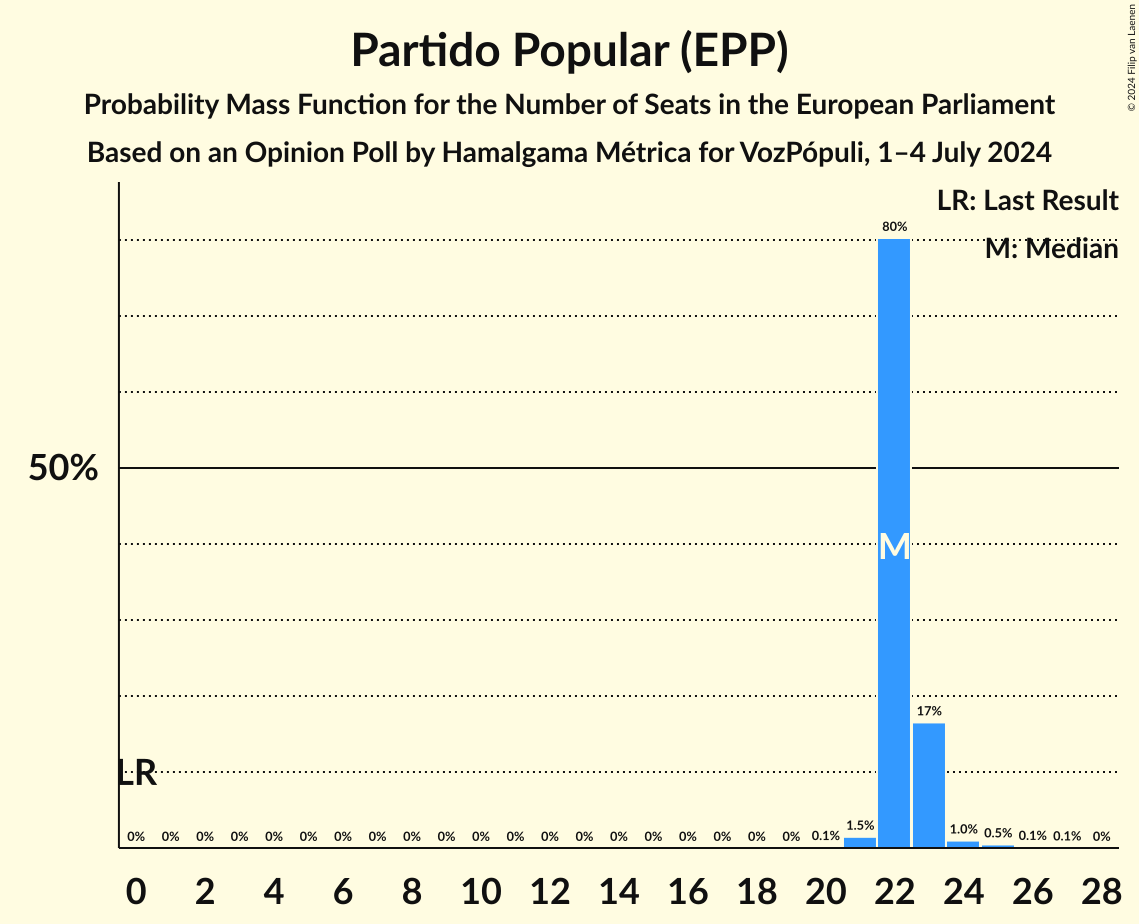 Partido Popular (EPP)
Probability Mass Function for the Number of Seats in the European Parliament
Based on an Opinion Poll by Hamalgama Métrica for VozPópuli, 1–4 July 2024
© 2024 Filip van Laenen
LR: Last Result
M: Median
80%
50%
M
17%
LR
0% 0% 0% 0% 0% 0% 0% 0% 0% 0% 0% 0% 0% 0% 0% 0% 0% 0% 0% 0% 0.1% 1.5% 1.0% 0.5% 0.1% 0.1% 0%
0 2 4 6 8 10 12 14 16 18 20 22 24 26 28